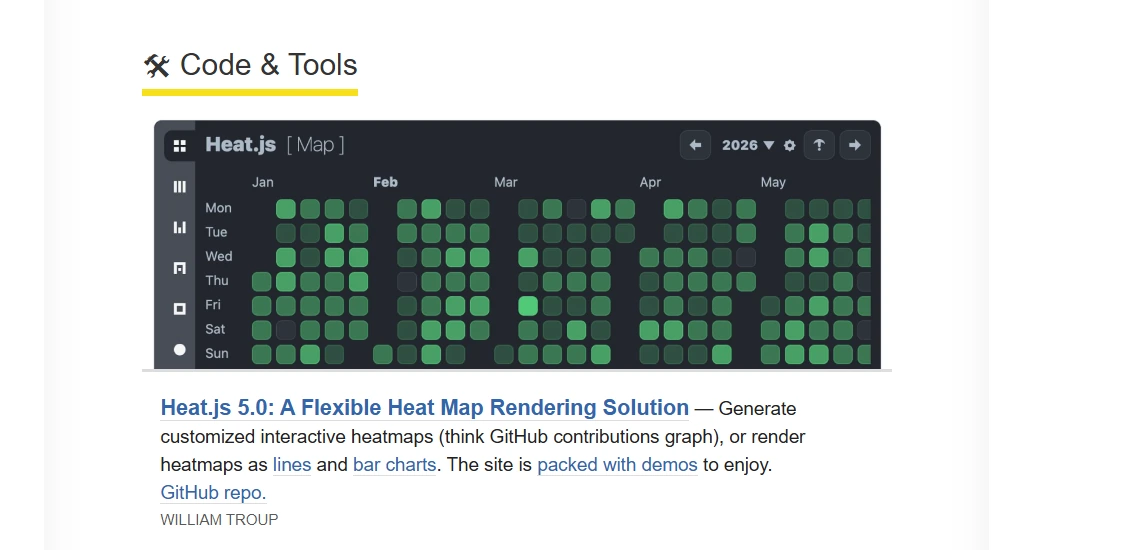 🛠 Code & Tools
Heat.js [ Map ] 2026 ▼
Jan Feb Mar Apr May
Mon
Tue
Wed
Thu
Fri
Sat
Sun
Heat.js 5.0: A Flexible Heat Map Rendering Solution — Generate
customized interactive heatmaps (think GitHub contributions graph), or render
heatmaps as lines and bar charts. The site is packed with demos to enjoy.
GitHub repo.
WILLIAM TROUP